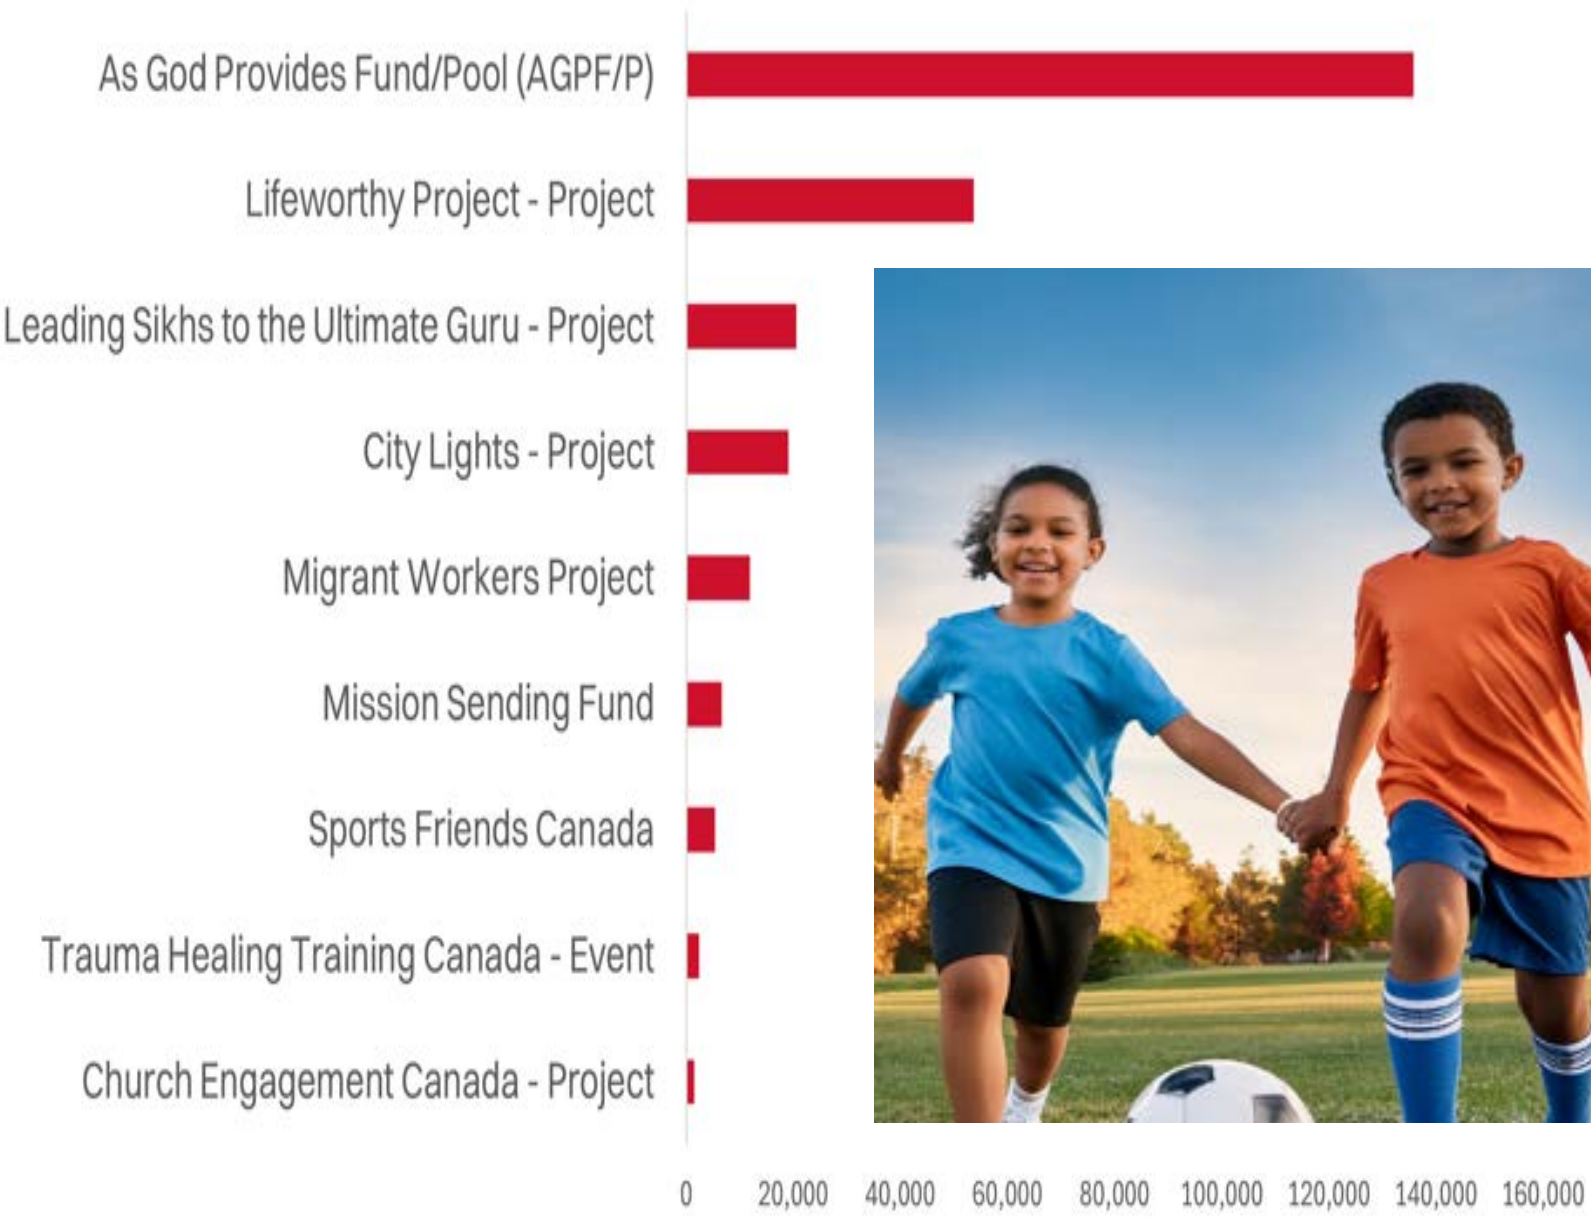 As God Provides Fund/Pool (AGPF/P)
Lifeworthy Project - Project
Leading Sikhs to the Ultimate Guru - Project
City Lights - Project
Migrant Workers Project
Mission Sending Fund
Sports Friends Canada
Trauma Healing Training Canada - Event
Church Engagement Canada - Project
0 20,000 40,000 60,000 80,000 100,000 120,000 140,000 160,000